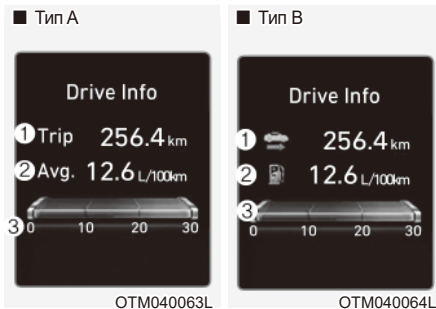 ■ Тип A
Drive Info
① Trip 256.4 km
② Avg. 12.6 L/100km
③ 0 10 20 30
OTM040063L
■ Тип B
Drive Info
① 256.4 km
② 12.6 L/100km
③
0 10 20 30
OTM040064L